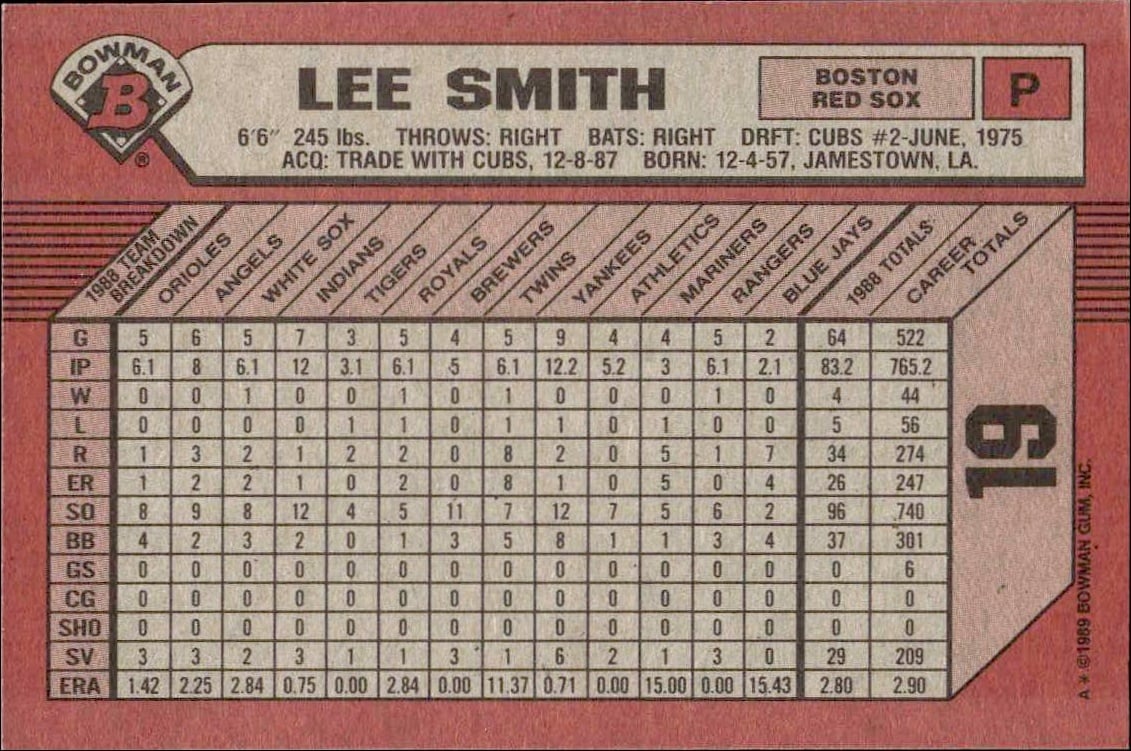 BOWMAN
B
®
LEE SMITH
BOSTON
RED SOX
P
6'6" 245 lbs. THROWS: RIGHT BATS: RIGHT DRFT: CUBS #2-JUNE, 1975
ACQ: TRADE WITH CUBS, 12-8-87 BORN: 12-4-57, JAMESTOWN, LA.
1988 TEAM
BREAKDOWN
ORIOLES
ANGELS
WHITE SOX
INDIANS
TIGERS
ROYALS
BREWERS
TWINS
YANKEES
ATHLETICS
MARINERS
RANGERS
BLUE JAYS
1988 TOTALS
CAREER
TOTALS
G 5 6 5 7 3 5 4 5 9 4 4 5 2 64 522
IP 6.1 8 6.1 12 3.1 6.1 5 6.1 12.2 5.2 3 6.1 2.1 83.2 765.2
W 0 0 1 0 0 1 0 1 0 0 0 1 0 4 44
L 0 0 0 0 1 1 0 1 1 0 1 0 0 5 56
R 1 3 2 1 2 2 0 8 2 0 5 1 7 34 274
ER 1 2 2 1 0 2 0 8 1 0 5 0 4 26 247
SO 8 9 8 12 4 5 11 7 12 7 5 6 2 96 740
BB 4 2 3 2 0 1 3 5 8 1 1 3 4 37 301
GS 0 0 0 0 0 0 0 0 0 0 0 0 0 0 6
CG 0 0 0 0 0 0 0 0 0 0 0 0 0 0 0
SHO 0 0 0 0 0 0 0 0 0 0 0 0 0 0 0
SV 3 3 2 3 1 1 3 1 6 2 1 3 0 29 209
ERA 1.42 2.25 2.84 0.75 0.00 2.84 0.00 11.37 0.71 0.00 15.00 0.00 15.43 2.80 2.90
19
A * ©1989 BOWMAN GUM, INC.